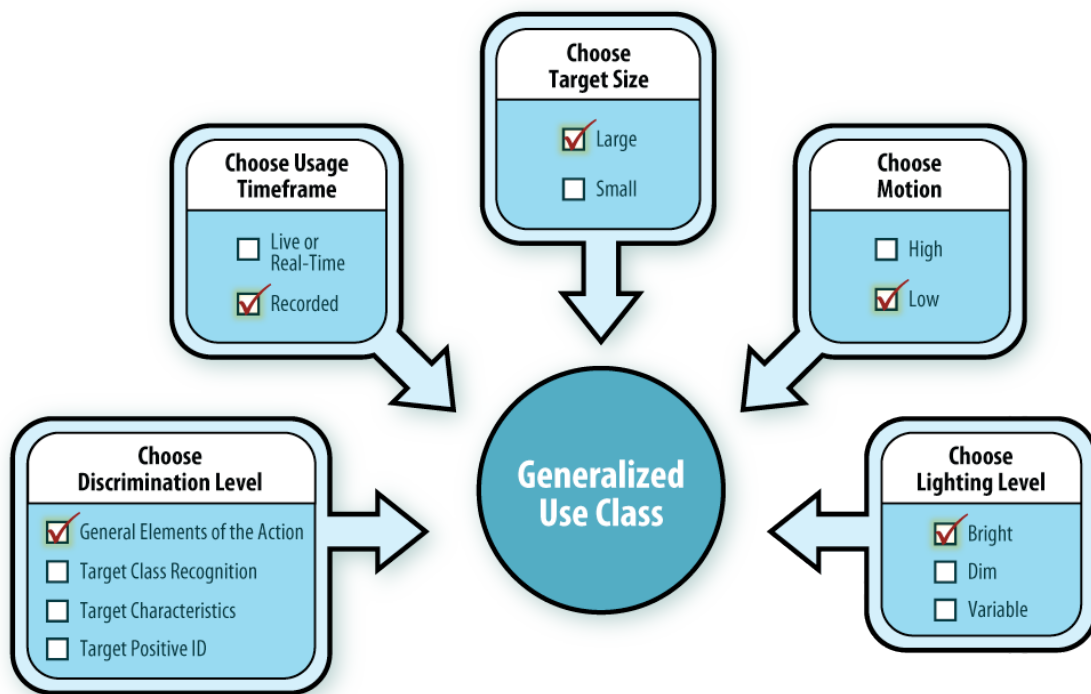 Choose
Target Size
Large
Small
Choose Usage
Timeframe
Live or
Real-Time
Recorded
Choose
Motion
High
Low
Choose
Discrimination Level
General Elements of the Action
Target Class Recognition
Target Characteristics
Target Positive ID
Generalized
Use Class
Choose
Lighting Level
Bright
Dim
Variable